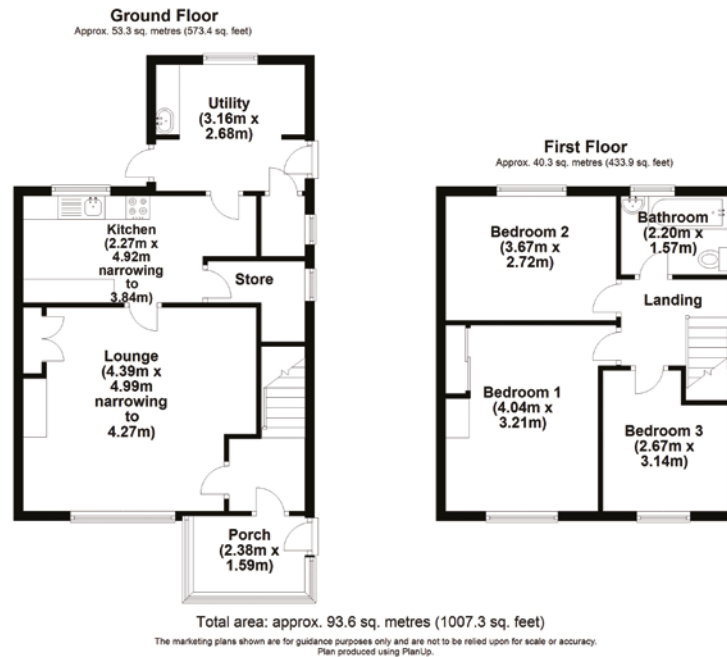 Ground Floor
Approx. 53.3 sq. metres (573.4 sq. feet)
Utility
(3.16m x
2.68m)
Kitchen
(2.27m x
4.92m
narrowing
to
3.84m)
Store
Lounge
(4.39m x
4.99m
narrowing
to
4.27m)
Porch
(2.38m x
1.59m)
First Floor
Approx. 40.3 sq. metres (433.9 sq. feet)
Bedroom 2
(3.67m x
2.72m)
Bathroom
(2.20m x
1.57m)
Landing
Bedroom 1
(4.04m x
3.21m)
Bedroom 3
(2.67m x
3.14m)
Total area: approx. 93.6 sq. metres (1007.3 sq. feet)
The marketing plans shown are for guidance purposes only and are not to be relied upon for scale or accuracy.
Plan produced using PlanUp.